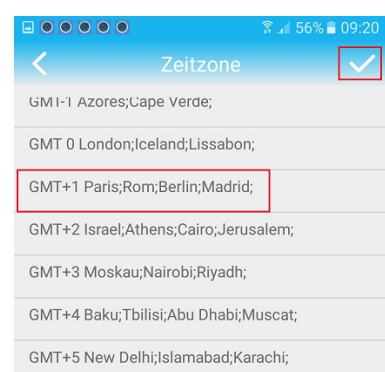 56% 09:20
Zeitzone
GMT-1 Azores;Cape Verde;
GMT 0 London;Iceland;Lissabon;
GMT+1 Paris;Rom;Berlin;Madrid;
GMT+2 Israel;Athens;Cairo;Jerusalem;
GMT+3 Moskau;Nairobi;Riyadh;
GMT+4 Baku;Tbilisi;Abu Dhabi;Muscat;
GMT+5 New Delhi;Islamabad;Karachi;